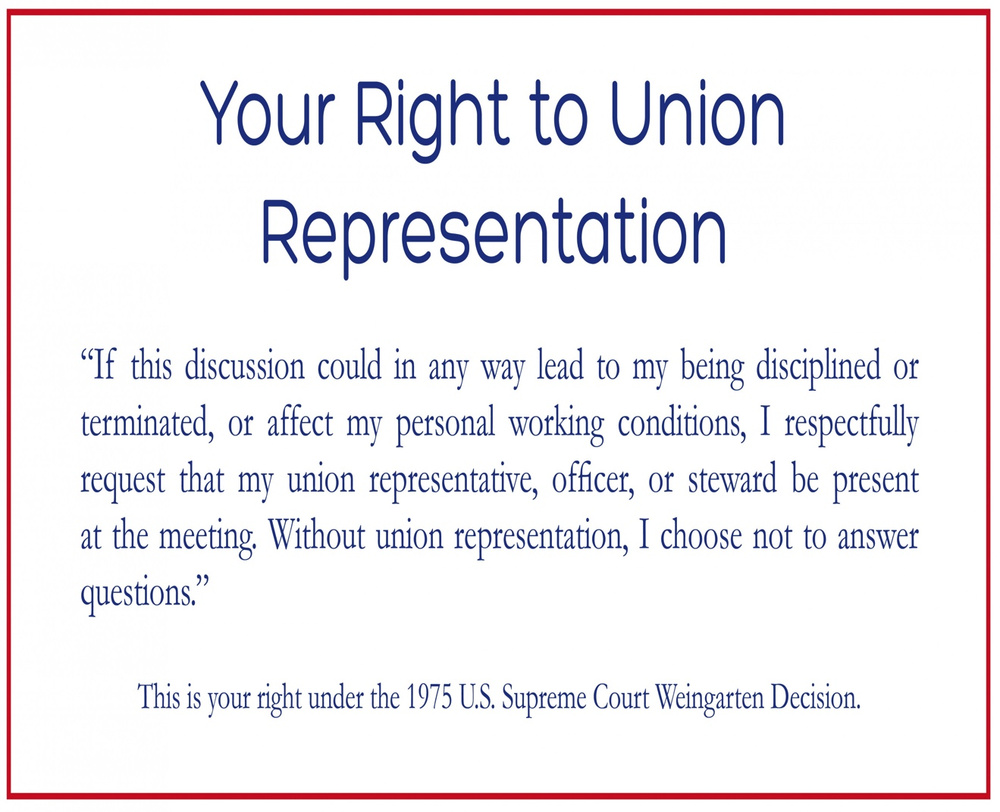 Your Right to Union
Representation
“If this discussion could in any way lead to my being disciplined or
terminated, or affect my personal working conditions, I respectfully
request that my union representative, officer, or steward be present
at the meeting. Without union representation, I choose not to answer
questions.”
This is your right under the 1975 U.S. Supreme Court Weingarten Decision.